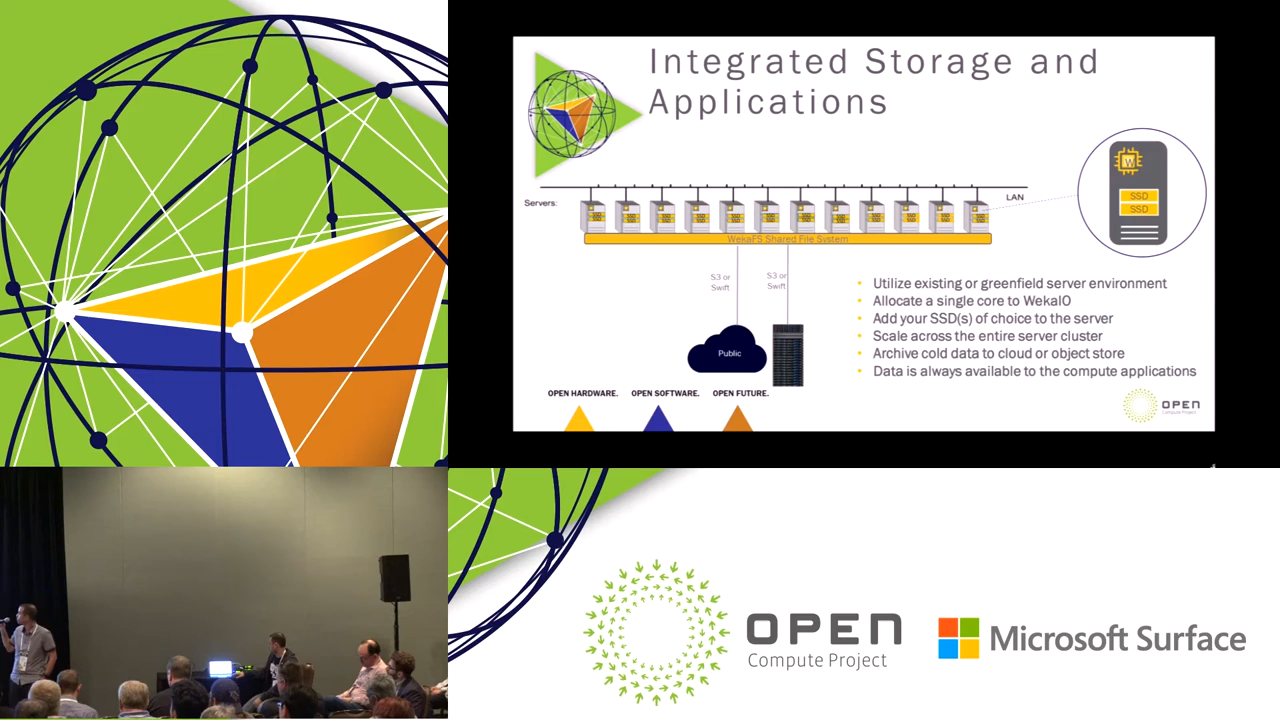 Integrated Storage and
Applications
Servers:
LAN
W
SSD
SSD
WekaFS Shared File System
S3 or
Swift
S3 or
Swift
Public
• Utilize existing or greenfield server environment
• Allocate a single core to WekaIO
• Add your SSD(s) of choice to the server
• Scale across the entire server cluster
• Archive cold data to cloud or object store
• Data is always available to the compute applications
OPEN HARDWARE. OPEN SOFTWARE. OPEN FUTURE.
OPEN
Compute Project
OPEN
Compute Project
Microsoft Surface